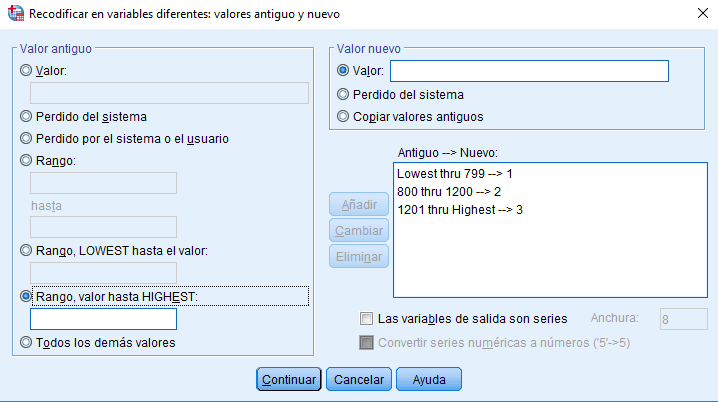 Recodificar en variables diferentes: valores antiguo y nuevo
Valor antiguo
Valor:
Perdido del sistema
Perdido por el sistema o el usuario
Rango:
hasta
Rango, LOWEST hasta el valor:
Rango, valor hasta HIGHEST:
Todos los demás valores
Valor nuevo
Valor:
Perdido del sistema
Copiar valores antiguos
Antiguo --> Nuevo:
Añadir
Cambiar
Eliminar
Lowest thru 799 --> 1
800 thru 1200 --> 2
1201 thru Highest --> 3
Las variables de salida son series
Anchura:
8
Convertir series numéricas a números ('5'->5)
Continuar
Cancelar
Ayuda